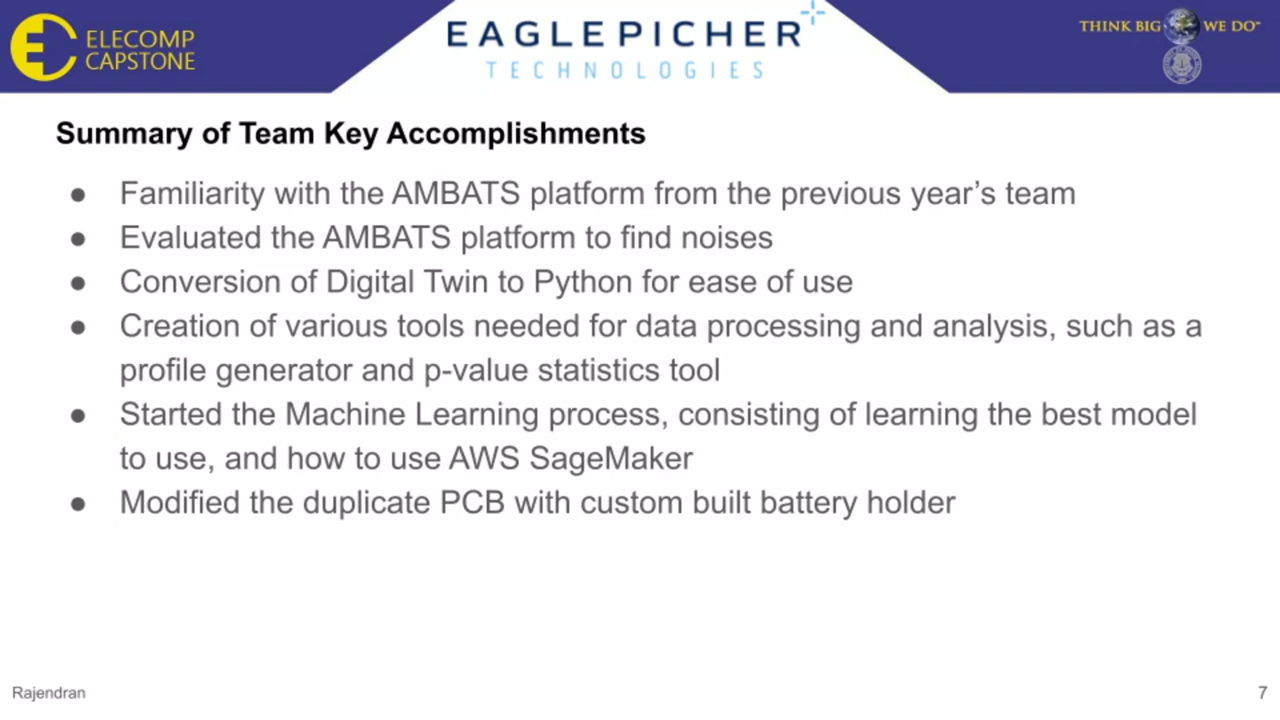 ELECOMP
CAPSTONE
EAGLEPICHER
TECHNOLOGIES
THINK BIG WE DO™
Summary of Team Key Accomplishments
● Familiarity with the AMBATS platform from the previous year’s team
● Evaluated the AMBATS platform to find noises
● Conversion of Digital Twin to Python for ease of use
● Creation of various tools needed for data processing and analysis, such as a
profile generator and p-value statistics tool
● Started the Machine Learning process, consisting of learning the best model
to use, and how to use AWS SageMaker
● Modified the duplicate PCB with custom built battery holder
Rajendran
7